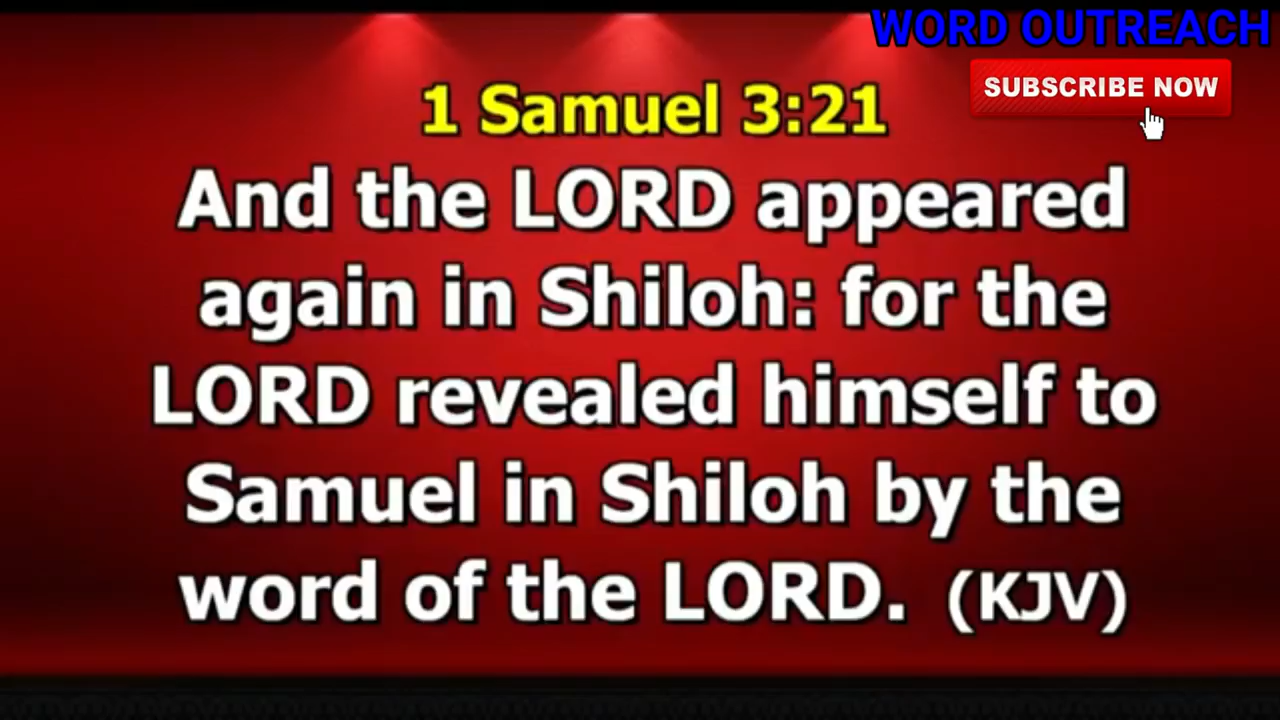 WORD OUTREACH
SUBSCRIBE NOW
1 Samuel 3:21
And the LORD appeared
again in Shiloh: for the
LORD revealed himself to
Samuel in Shiloh by the
word of the LORD. (KJV)